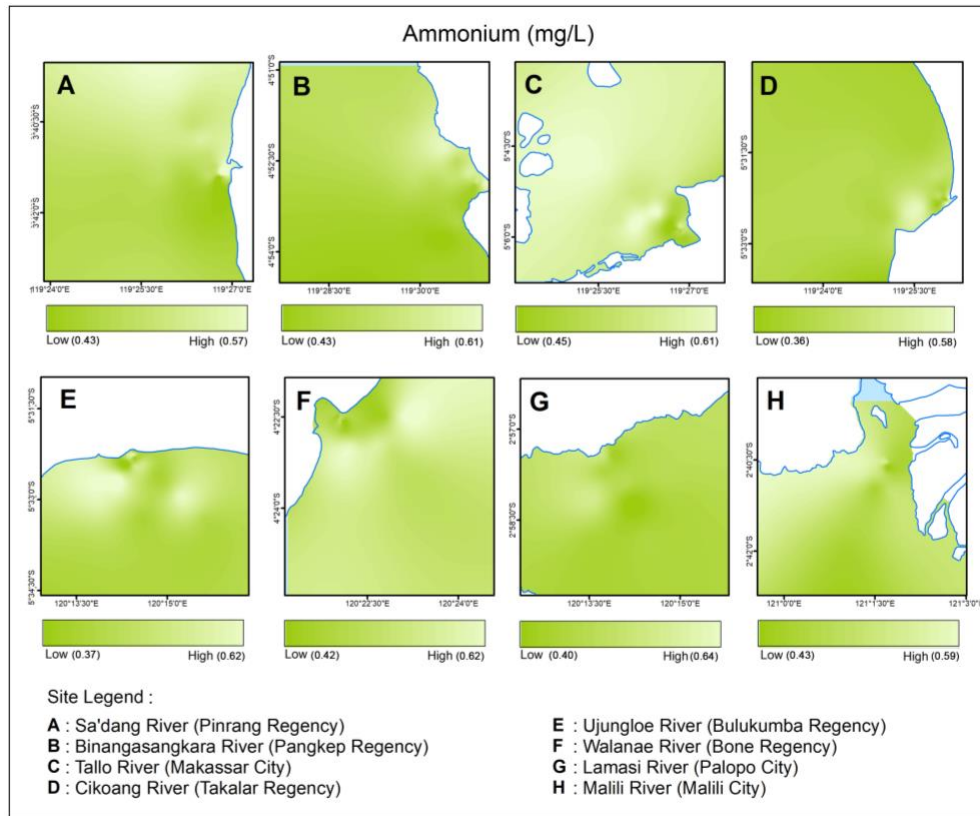 Ammonium (mg/L)
A
3°40'30"S
3°42'0"S
119°24'0"E 119°25'30"E 119°27'0"E
Low (0.43) High (0.57)
B
4°51'0"S
4°52'30"S
4°54'0"S
119°28'30"E 119°30'0"E
Low (0.43) High (0.61)
C
5°4'30"S
5°6'0"S
119°25'30"E 119°27'0"E
Low (0.45) High (0.61)
D
5°31'30"S
5°33'0"S
119°24'0"E 119°25'30"E
Low (0.36) High (0.58)
E
5°31'30"S
5°33'0"S
5°34'30"S
120°13'30"E 120°15'0"E
Low (0.37) High (0.62)
F
4°22'30"S
4°24'0"S
120°22'30"E 120°24'0"E
Low (0.42) High (0.62)
G
2°57'0"S
2°58'30"S
120°13'30"E 120°15'0"E
Low (0.40) High(0.64)
H
2°40'30"S
2°42'0"S
121°0'0"E 121°1'30"E 121°3'0"E
Low (0.43) High (0.59)
Site Legend :
A : Sa'dang River (Pinrang Regency)
B : Binangasangkara River (Pangkep Regency)
C : Tallo River (Makassar City)
D : Cikoang River (Takalar Regency)
E : Ujungloe River (Bulukumba Regency)
F : Walanae River (Bone Regency)
G : Lamasi River (Palopo City)
H : Malili River (Malili City)